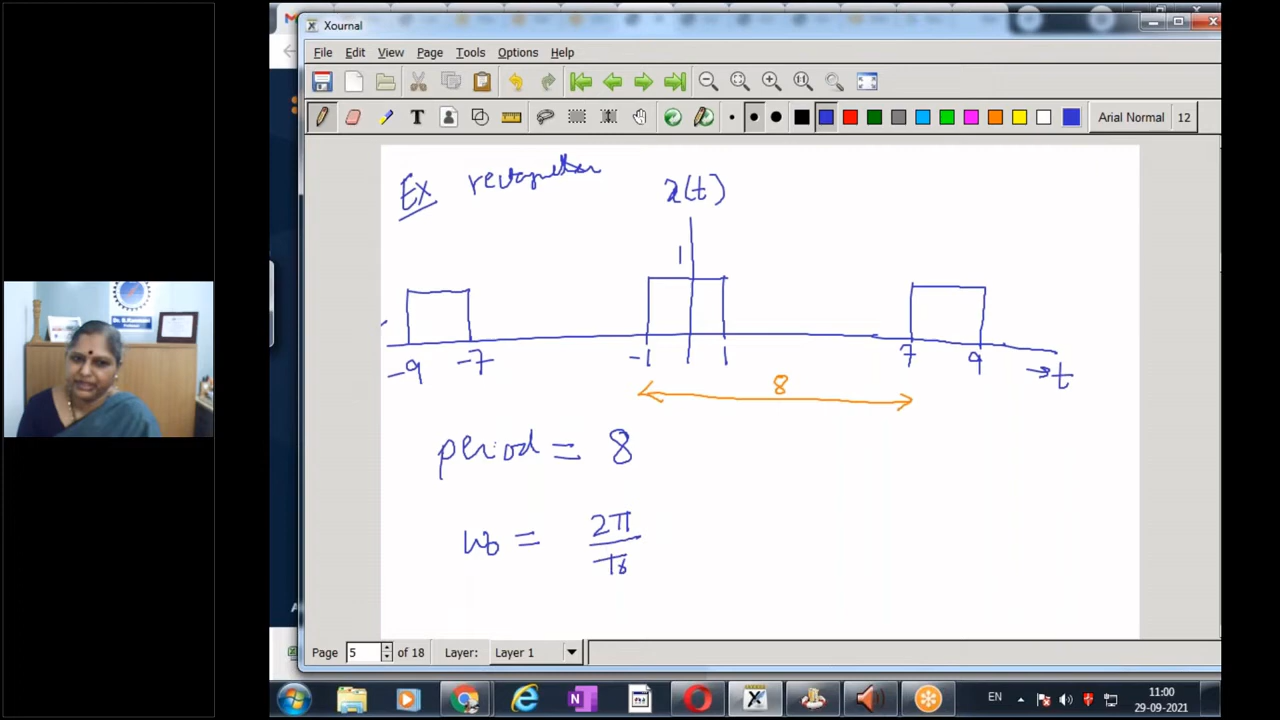 Xournal
File Edit View Page Tools Options Help
T Arial Normal 12
Ex
x(t)
1
-9 -7 -1 1 7 9 → t
8
period = 8
ω0 = 2π
T0
Page 5 of 18 Layer: Layer 1
EN 11:00
29-09-2021